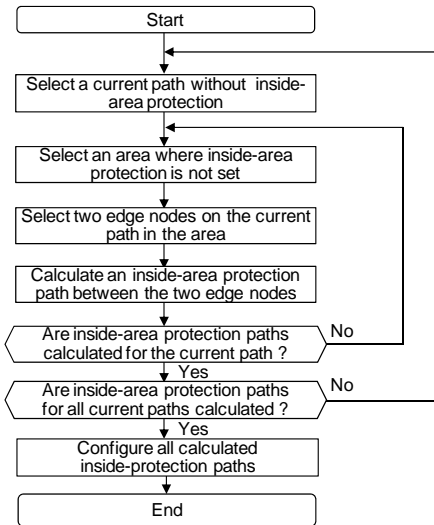 Start
Select a current path without inside-
area protection
Select an area where inside-area
protection is not set
Select two edge nodes on the current
path in the area
Calculate an inside-area protection
path between the two edge nodes
Are inside-area protection paths
calculated for the current path ?
No
Yes
Are inside-area protection paths
for all current paths calculated ?
No
Yes
Configure all calculated
inside-protection paths
End